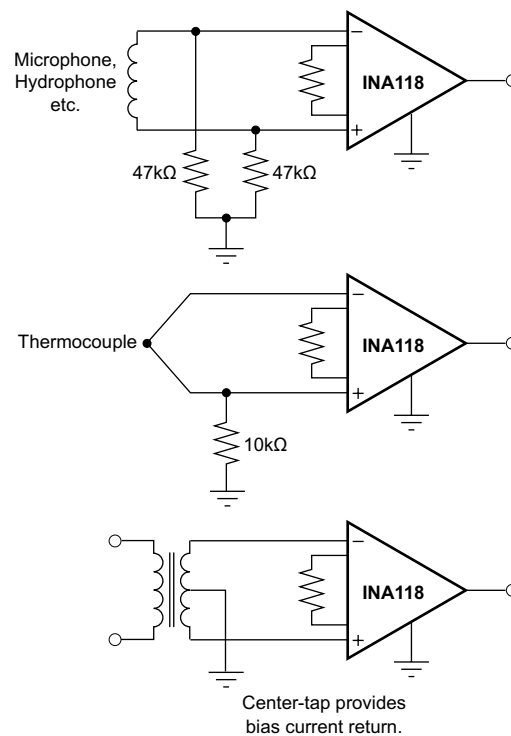 Microphone,
Hydrophone
etc.
−
INA118
+
47kΩ 47kΩ
−
Thermocouple
INA118
+
10kΩ
−
INA118
+
Center-tap provides
bias current return.